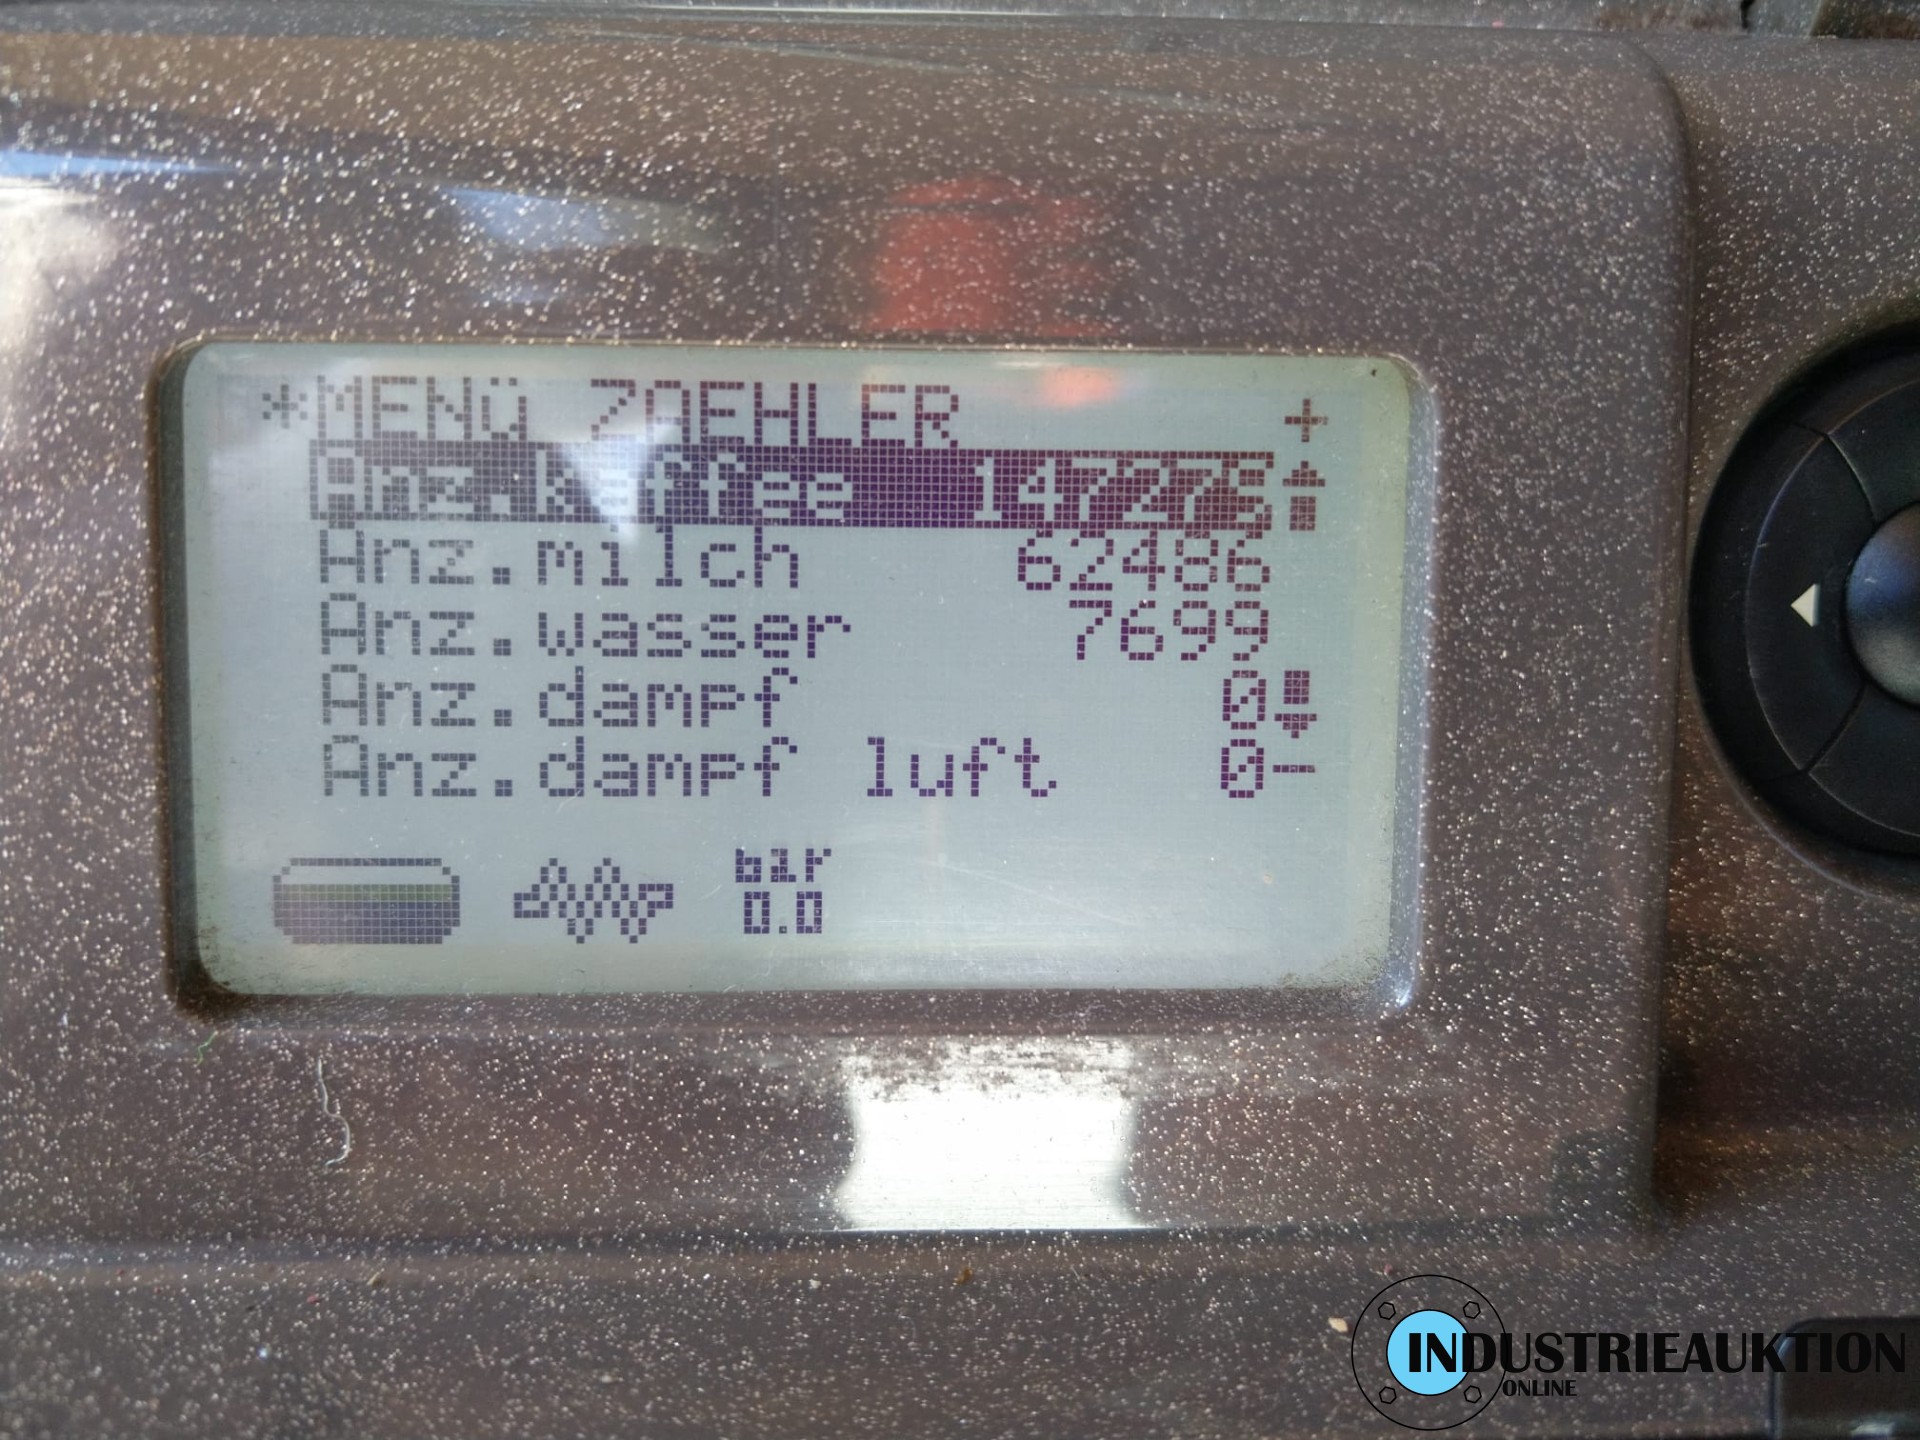 *MENü ZAEHLER +
Anz.kaffee 147275
Anz.milch 62486
Anz.wasser 7699
Anz.dampf 0
Anz.dampf luft 0-
bar
0.0
INDUSTRIEAUKTION
ONLINE